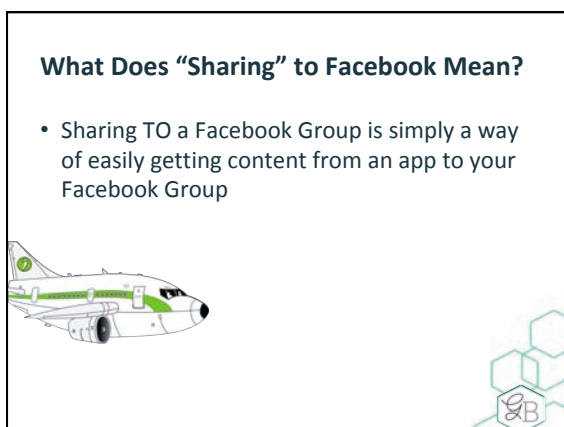 What Does “Sharing” to Facebook Mean?
• Sharing TO a Facebook Group is simply a way
of easily getting content from an app to your
Facebook Group
GB